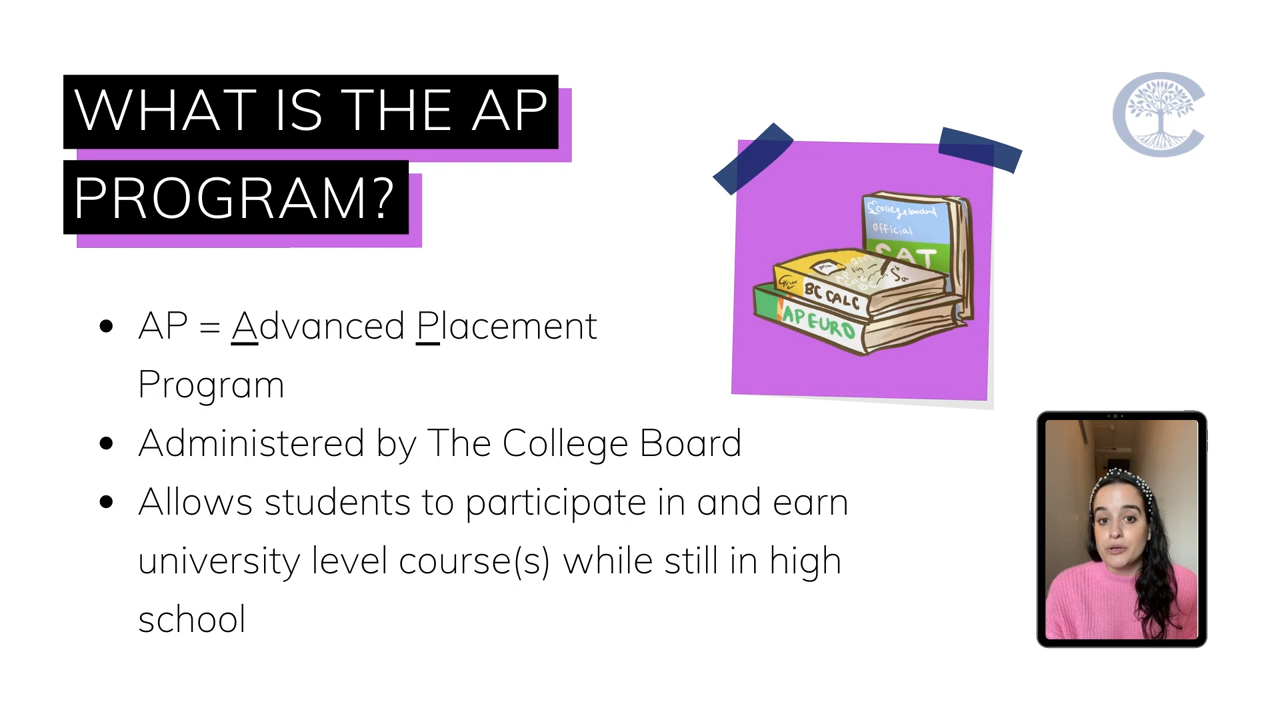 WHAT IS THE AP
PROGRAM?
• AP = Advanced Placement
Program
• Administered by The College Board
• Allows students to participate in and earn
university level course(s) while still in high
school
Collegeboard
official
SAT
BC CALC
AP EURO
C